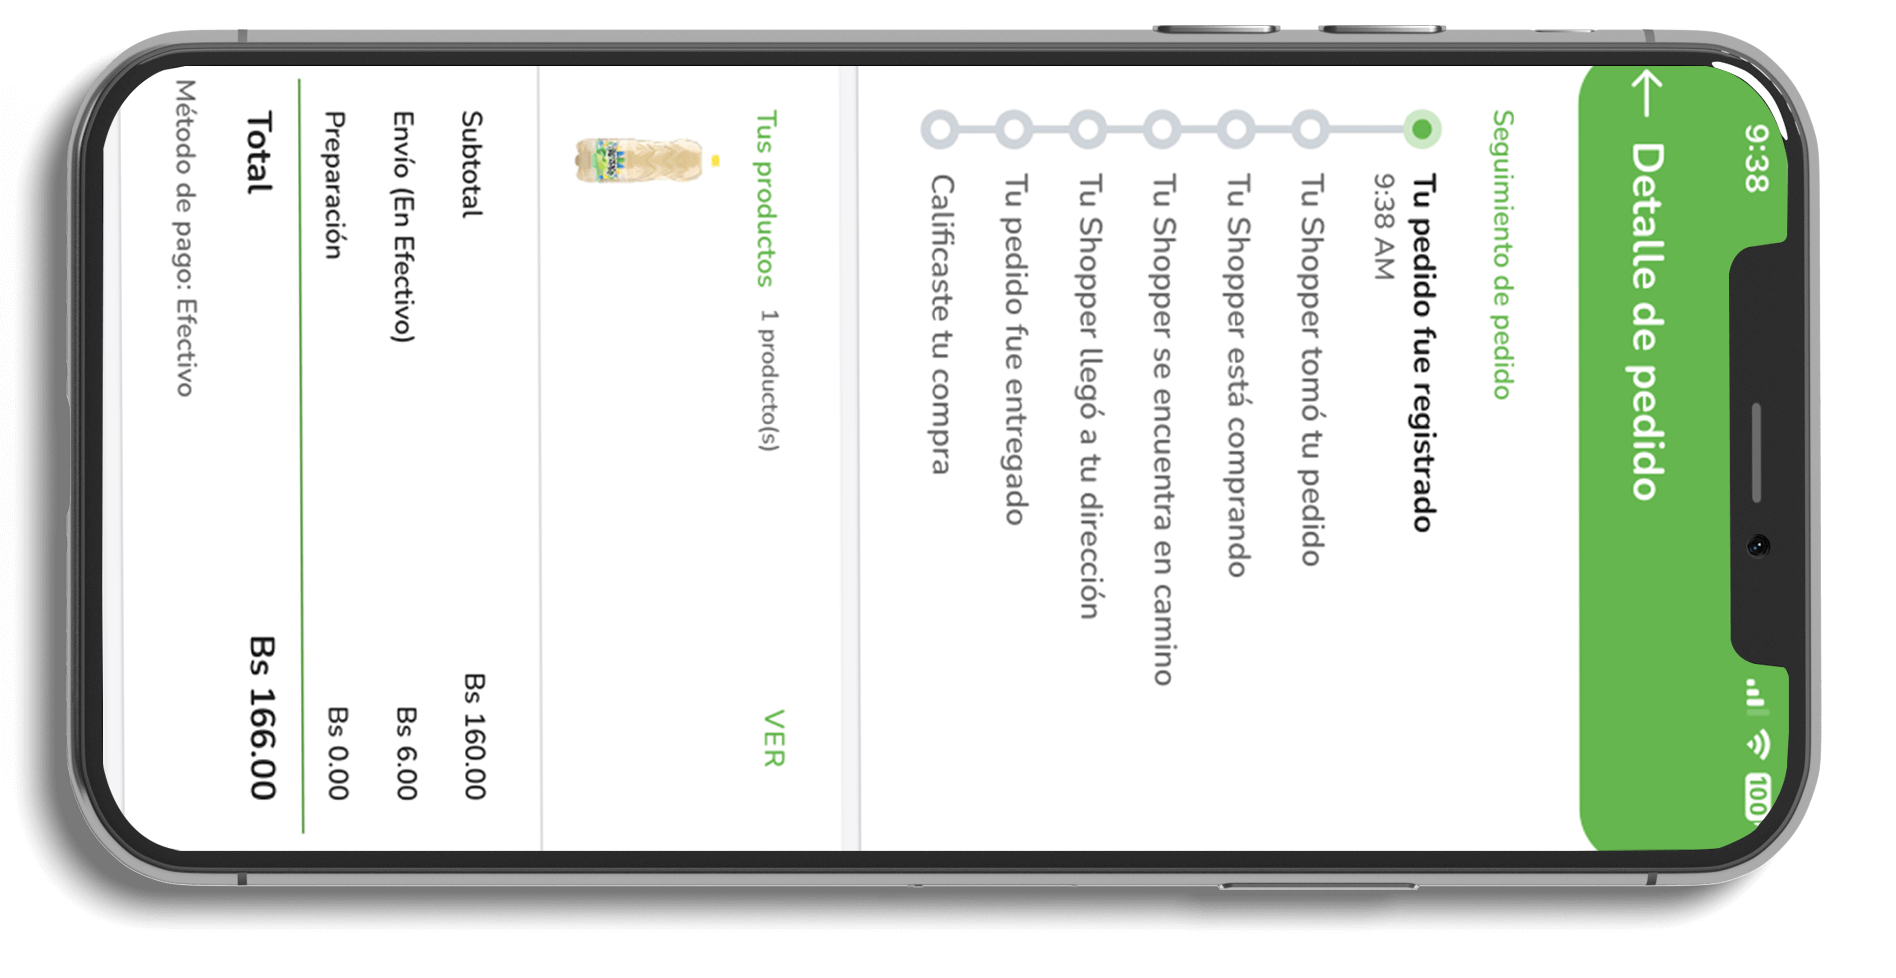 9:38
100
Detalle de pedido
Seguimiento de pedido
Tu pedido fue registrado
9:38 AM
Tu Shopper tomó tu pedido
Tu Shopper está comprando
Tu Shopper se encuentra en camino
Tu Shopper llegó a tu dirección
Tu pedido fue entregado
Calificaste tu compra
Tus productos 1 producto(s) VER
Subtotal Bs 160.00
Envío (En Efectivo) Bs 6.00
Preparación Bs 0.00
Total Bs 166.00
Método de pago: Efectivo